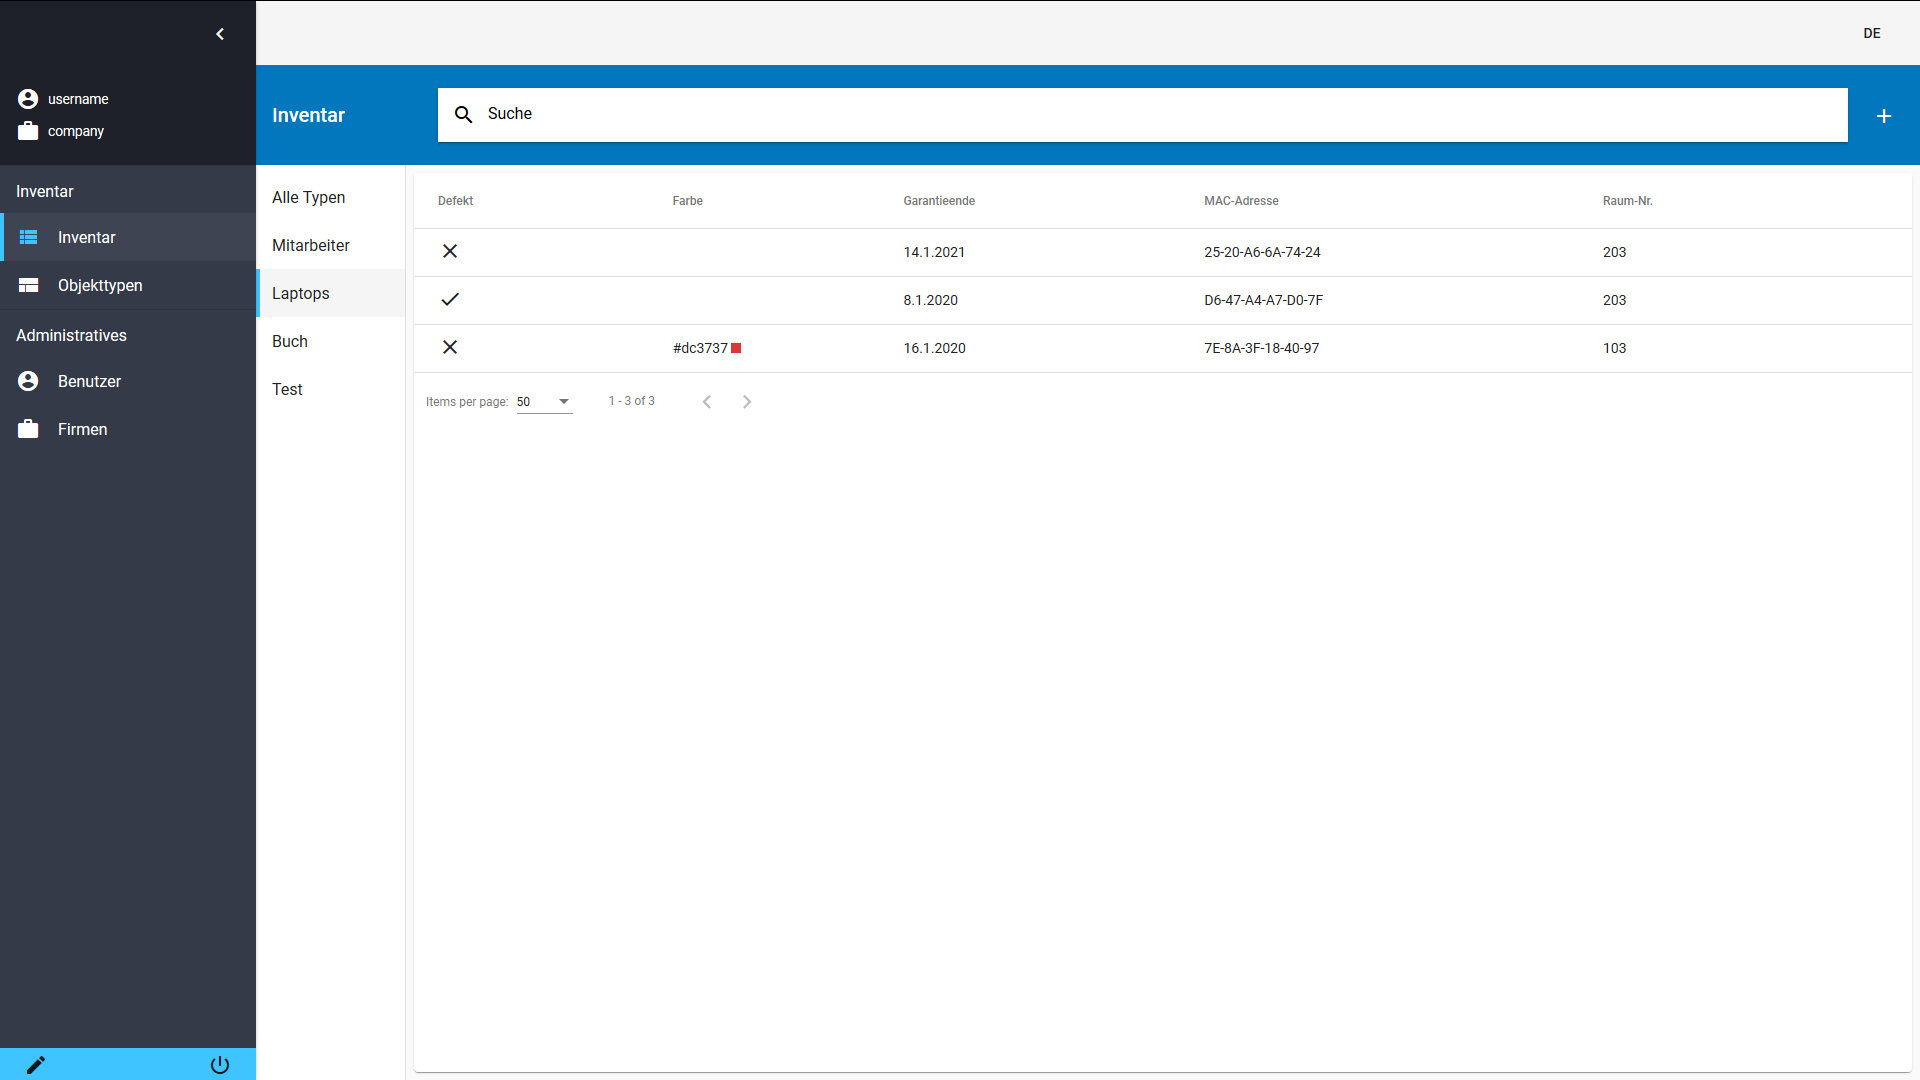 DE
username
company
Inventar
Inventar
Objekttypen
Administratives
Benutzer
Firmen
Inventar
Suche
Alle Typen
Mitarbeiter
Laptops
Buch
Test
Defekt Farbe Garantieende MAC-Adresse Raum-Nr.
14.1.2021 25-20-A6-6A-74-24 203
8.1.2020 D6-47-A4-A7-D0-7F 203
#dc3737 16.1.2020 7E-8A-3F-18-40-97 103
Items per page: 50 1 - 3 of 3